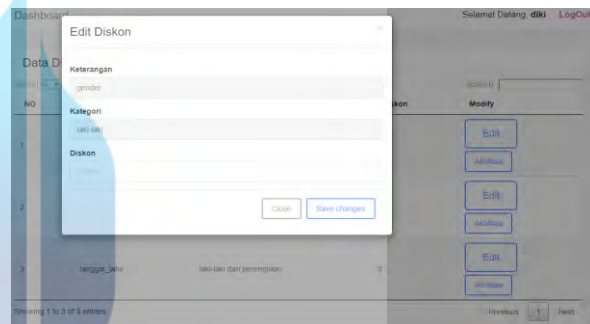 Dashboard
Selamat Datang, diki LogOut
Edit Diskon
×
Data D
Keterangan
gender
NO
kon
Modify
Kategori
laki-laki
1
Edit
Diskon
Close
Save changes
2
Edit
3
tanggal_lahir
laki-laki dan perempuan
0
Edit
Showing 1 to 3 of 3 entries
Previous 1 Next